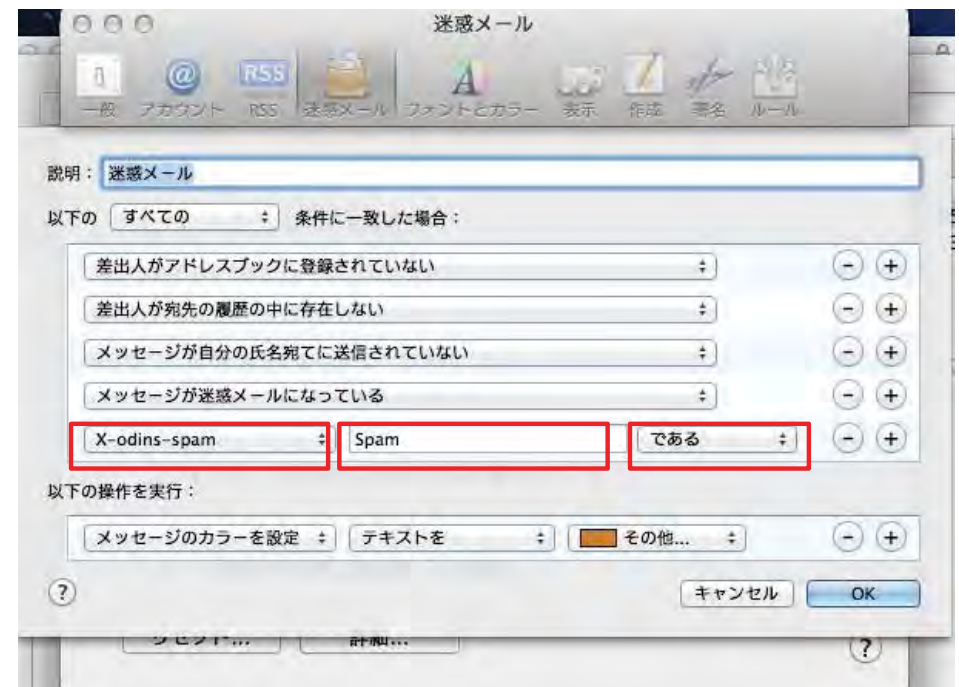 迷惑メール
一般 アカウント RSS 迷惑メール フォントとカラー 表示 作成 署名 ルール
説明： 迷惑メール
以下の すべての 条件に一致した場合：
差出人がアドレスブックに登録されていない
差出人が宛先の履歴の中に存在しない
メッセージが自分の氏名宛てに送信されていない
メッセージが迷惑メールになっている
X-odins-spam Spam である
以下の操作を実行：
メッセージのカラーを設定 テキストを その他...
? キャンセル OK
リセット... 詳細... ?